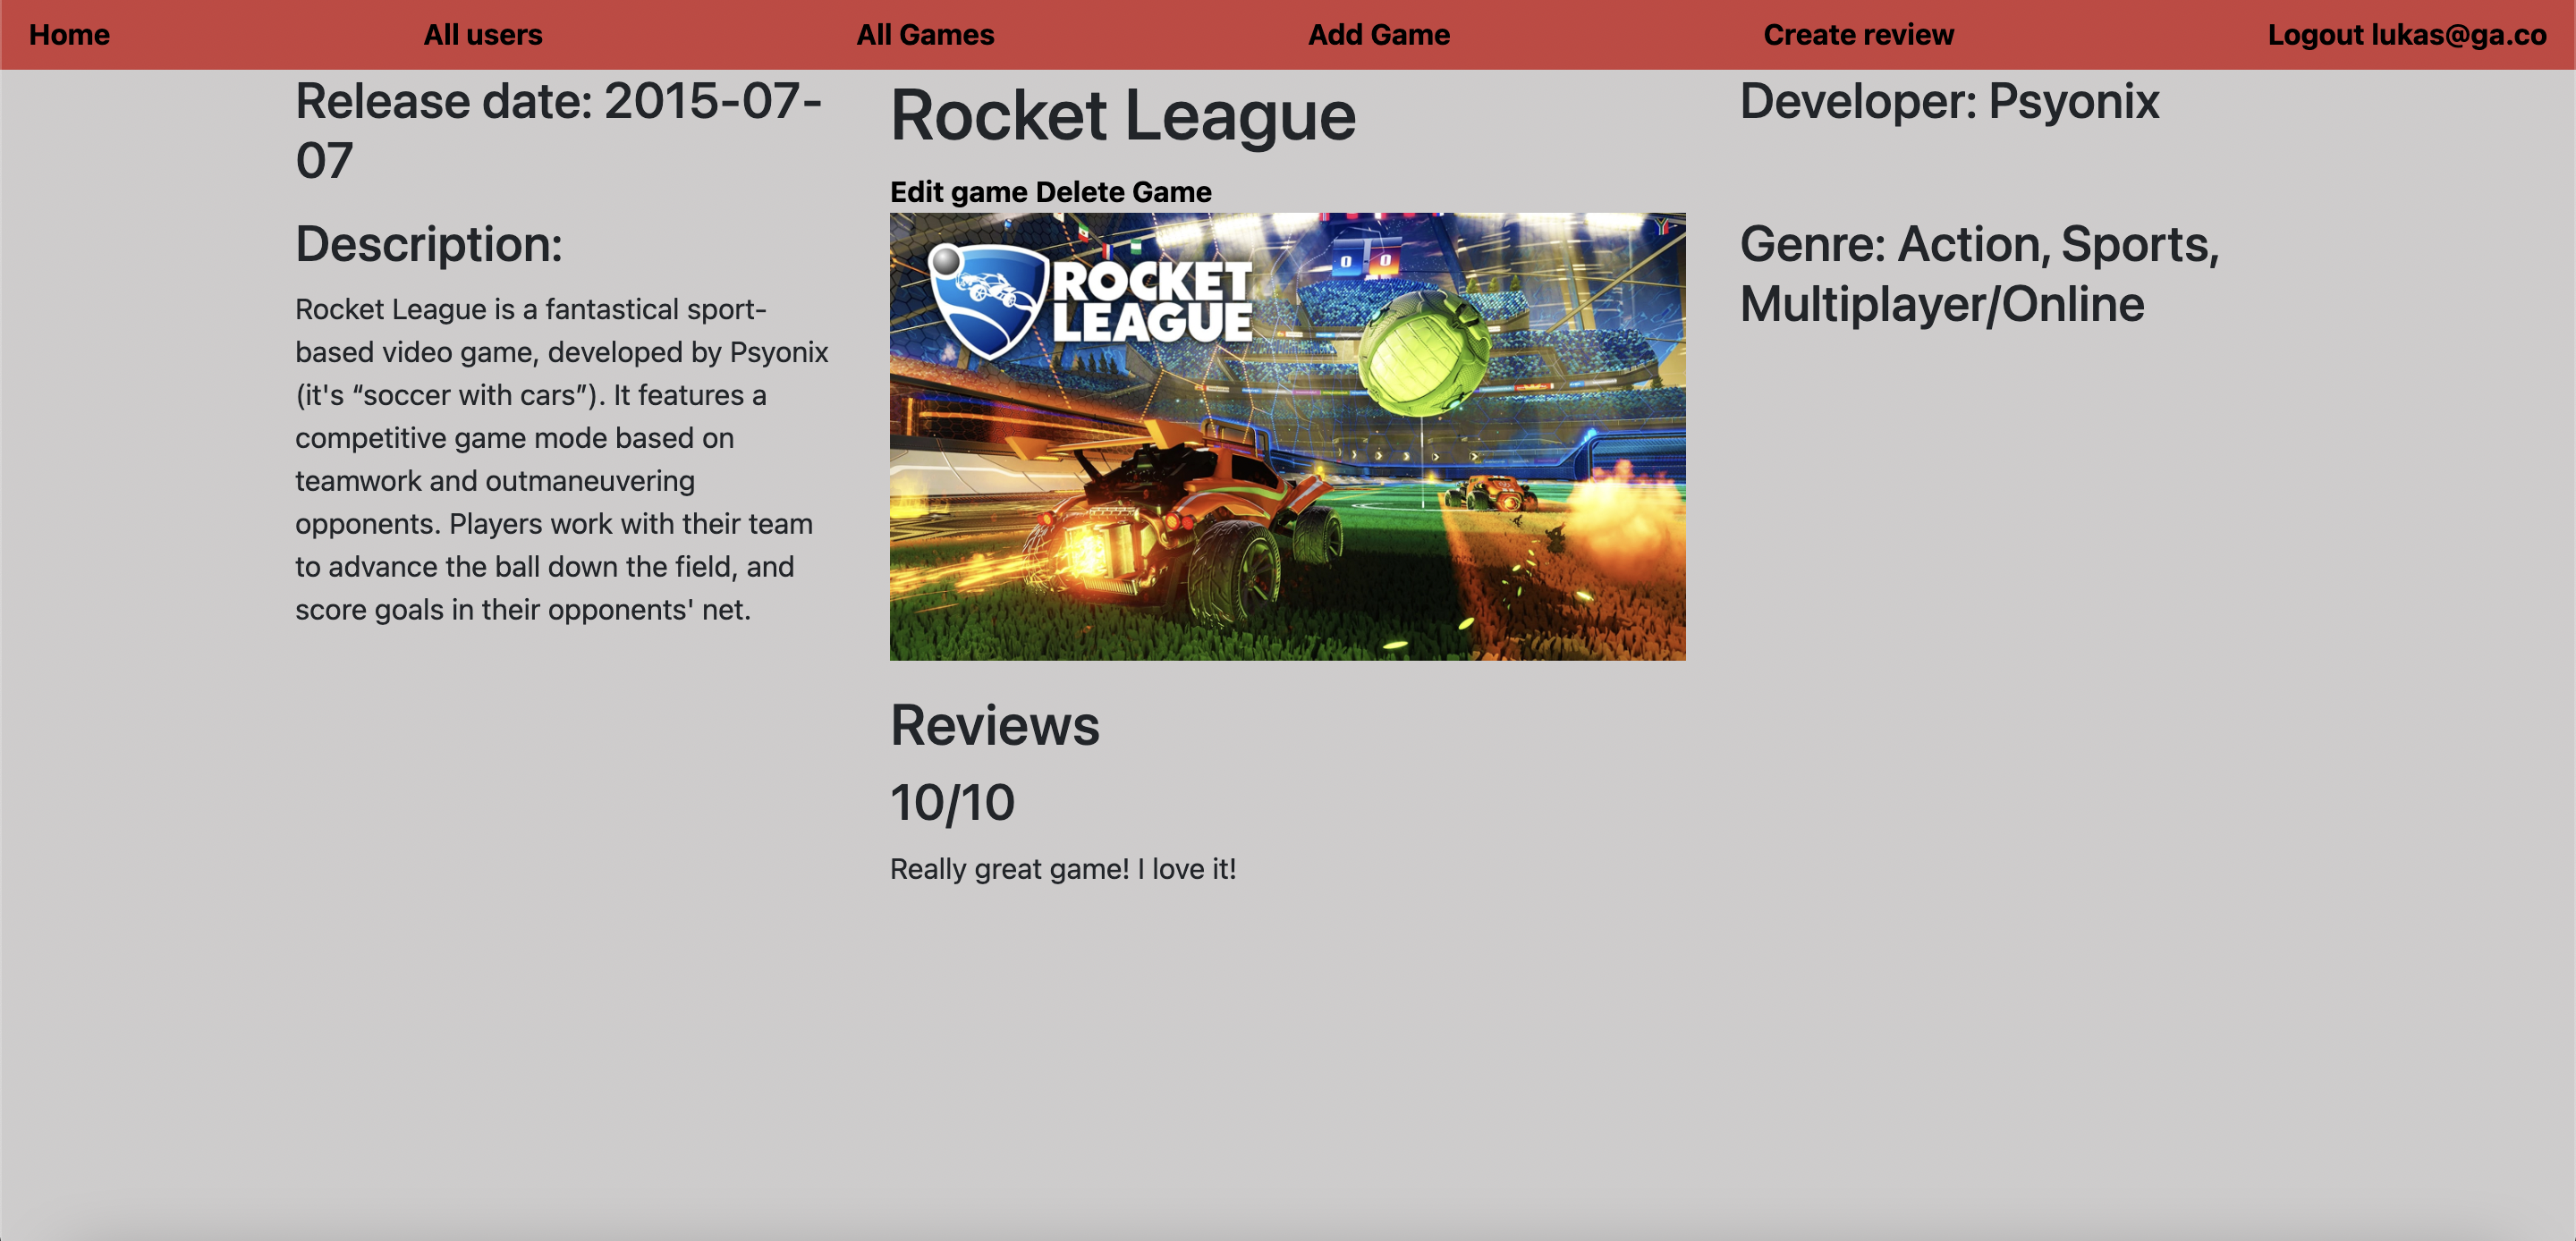 Home All users All Games Add Game Create review Logout lukas@ga.co
Release date: 2015-07-
07
Description:
Rocket League is a fantastical sport-
based video game, developed by Psyonix
(it's “soccer with cars”). It features a
competitive game mode based on
teamwork and outmaneuvering
opponents. Players work with their team
to advance the ball down the field, and
score goals in their opponents' net.
Rocket League
Edit game Delete Game
ROCKET
LEAGUE
0 0
Reviews
10/10
Really great game! I love it!
Developer: Psyonix
Genre: Action, Sports,
Multiplayer/Online